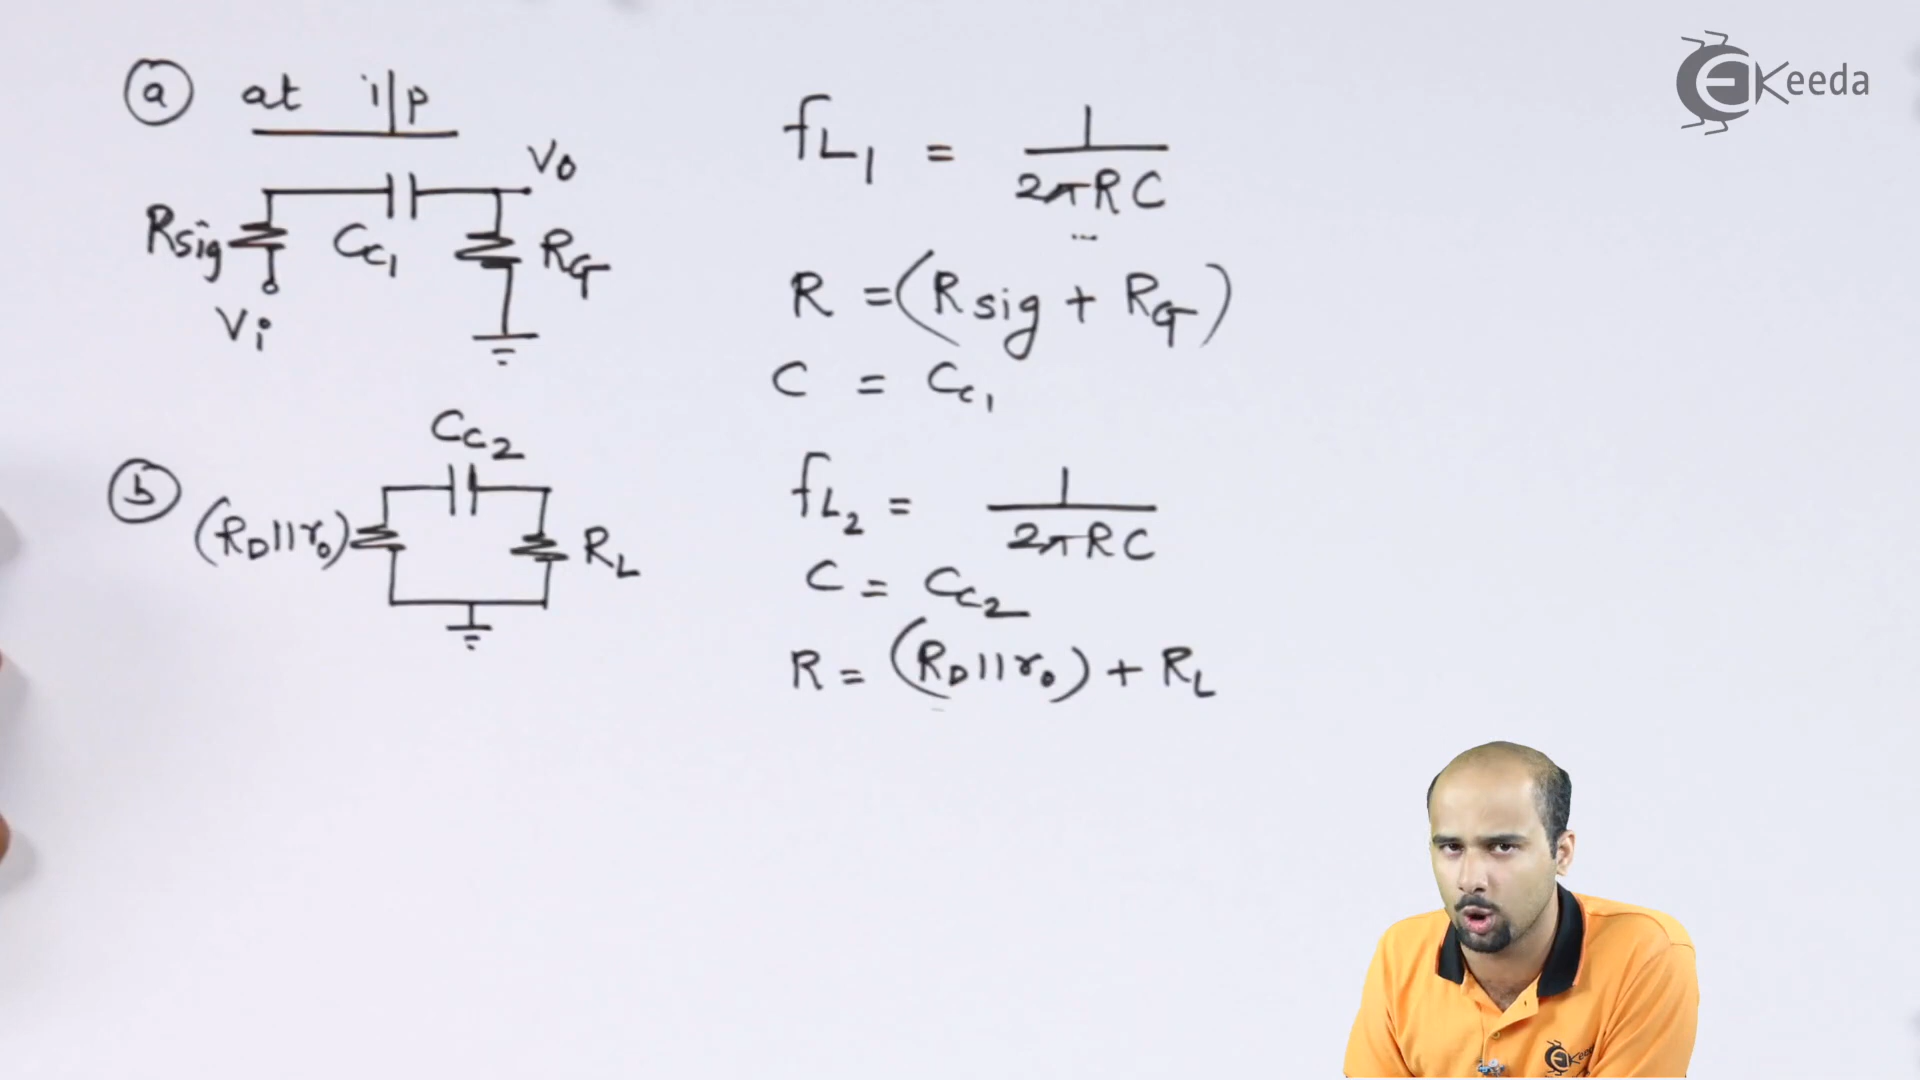 a at i/p
Vo
Rsig
Cc1
RG
Vi
fL1 = 1 / 2πRC
R = (Rsig + RG)
C = Cc1
b
Cc2
(RD||ro)
RL
fL2 = 1 / 2πRC
C = Cc2
R = (RD||ro) + RL
EKeeda